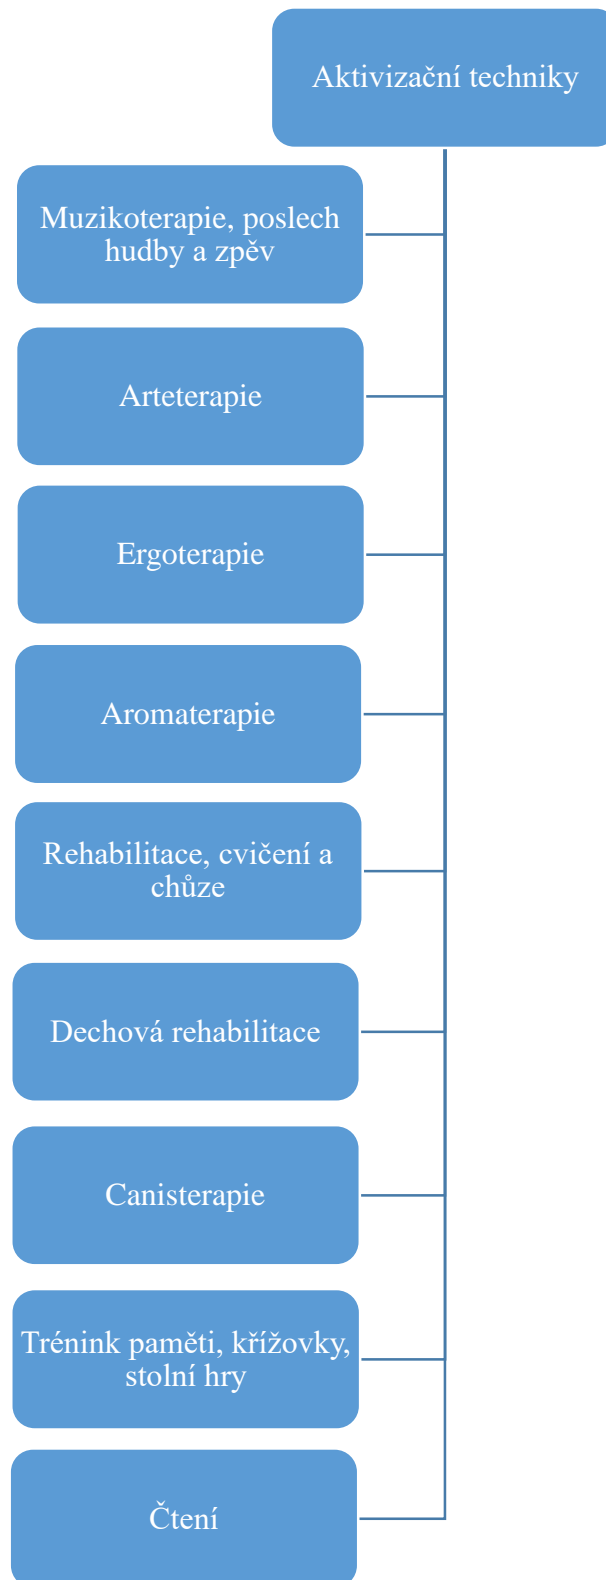 Aktivizační techniky
Muzikoterapie, poslech
hudby a zpěv
Arteterapie
Ergoterapie
Aromaterapie
Rehabilitace, cvičení a
chůze
Dechová rehabilitace
Canisterapie
Trénink paměti, křížovky,
stolní hry
Čtení